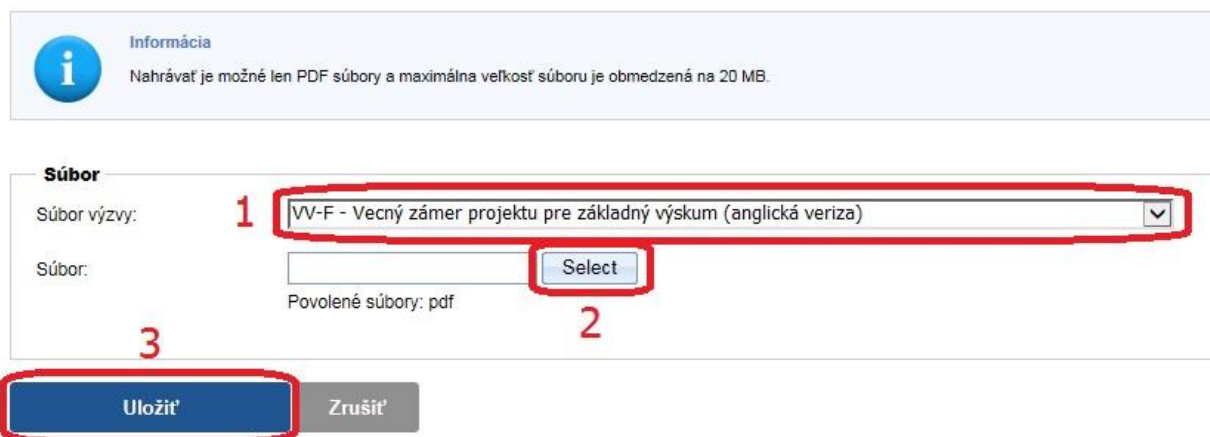 Informácia
Nahrávať je možné len PDF súbory a maximálna veľkosť súboru je obmedzená na 20 MB.
Súbor
Súbor výzvy: 1 VV-F - Vecný zámer projektu pre základný výskum (anglická veriza)
Súbor: Select
Povolené súbory: pdf
2
3
Uložiť Zrušiť